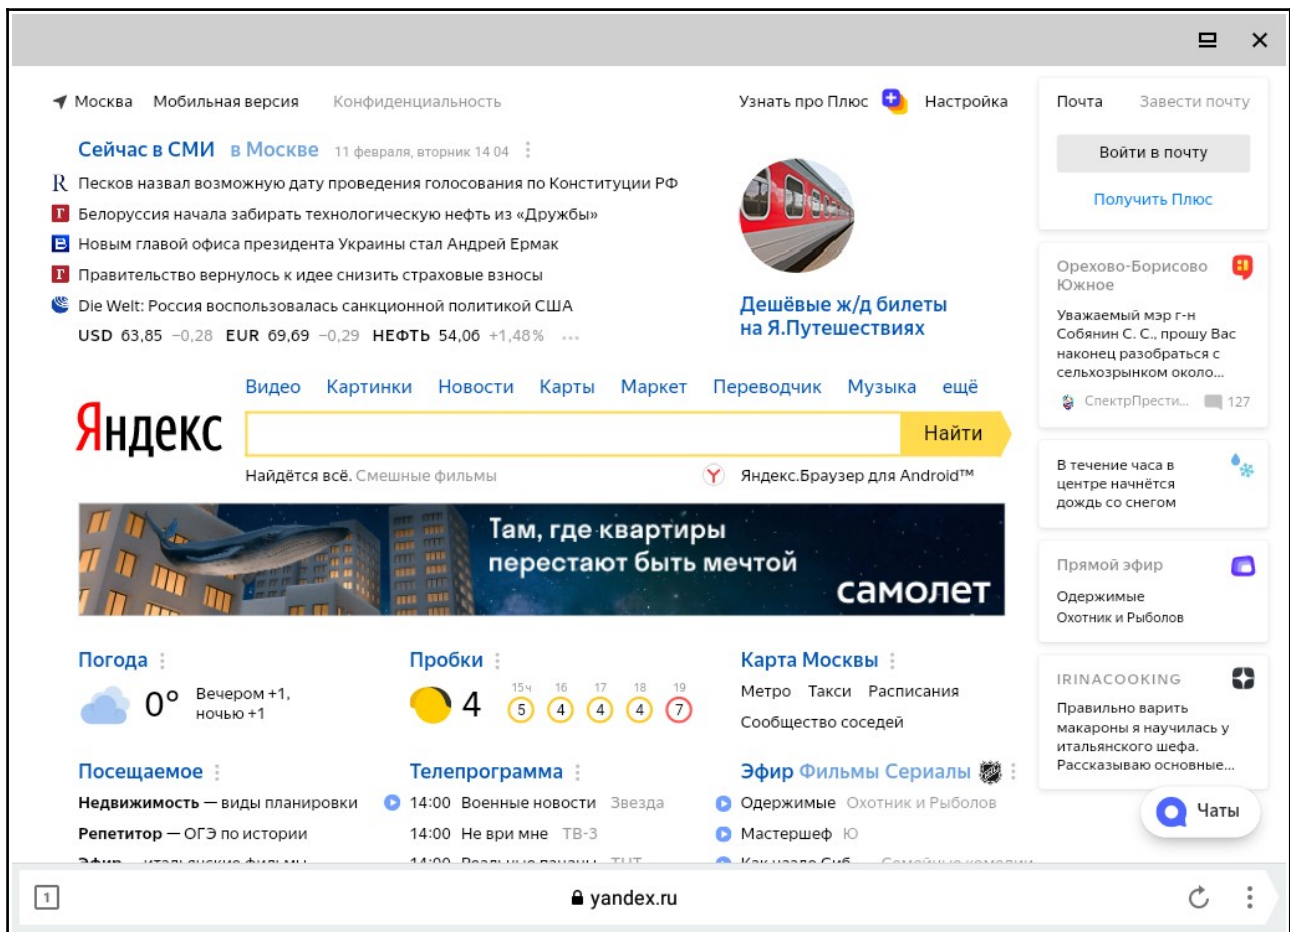 Москва Мобильная версия Конфиденциальность
Узнать про Плюс Настройка
Сейчас в СМИ в Москве 11 февраля, вторник 14 04
Песков назвал возможную дату проведения голосования по Конституции РФ
Белоруссия начала забирать технологическую нефть из «Дружбы»
Новым главой офиса президента Украины стал Андрей Ермак
Правительство вернулось к идее снизить страховые взносы
Die Welt: Россия воспользовалась санкционной политикой США
USD 63,85 −0,28 EUR 69,69 −0,29 НЕФТЬ 54,06 +1,48% ...
Дешёвые ж/д билеты
на Я.Путешествиях
Почта Завести почту
Войти в почту
Получить Плюс
Орехово-Борисово
Южное
Уважаемый мэр г-н
Собянин С. С., прошу Вас
наконец разобраться с
сельхозрынком около...
СпектрПрести... 127
Видео Картинки Новости Карты Маркет Переводчик Музыка ещё
Яндекс
Найти
Найдётся всё. Смешные фильмы
Яндекс.Браузер для Android™
В течение часа в
центре начнётся
дождь со снегом
Там, где квартиры
перестают быть мечтой
самолет
Прямой эфир
Одержимые
Охотник и Рыболов
Погода
0° Вечером +1,
ночью +1
Пробки
4
15ч 16 17 18 19
5 4 4 4 7
Карта Москвы
Метро Такси Расписания
Сообщество соседей
IRINACOOKING
Правильно варить
макароны я научилась у
итальянского шефа.
Рассказываю основные...
Посещаемое
Недвижимость — виды планировки
Репетитор — ОГЭ по истории
Эфир — итальянские фильмы
Телепрограмма
14:00 Военные новости Звезда
14:00 Не ври мне ТВ-3
14:00 Реальные пацаны ТНТ
Эфир Фильмы Сериалы
Одержимые Охотник и Рыболов
Мастершеф Ю
Семейные комедии
Чаты
1
yandex.ru